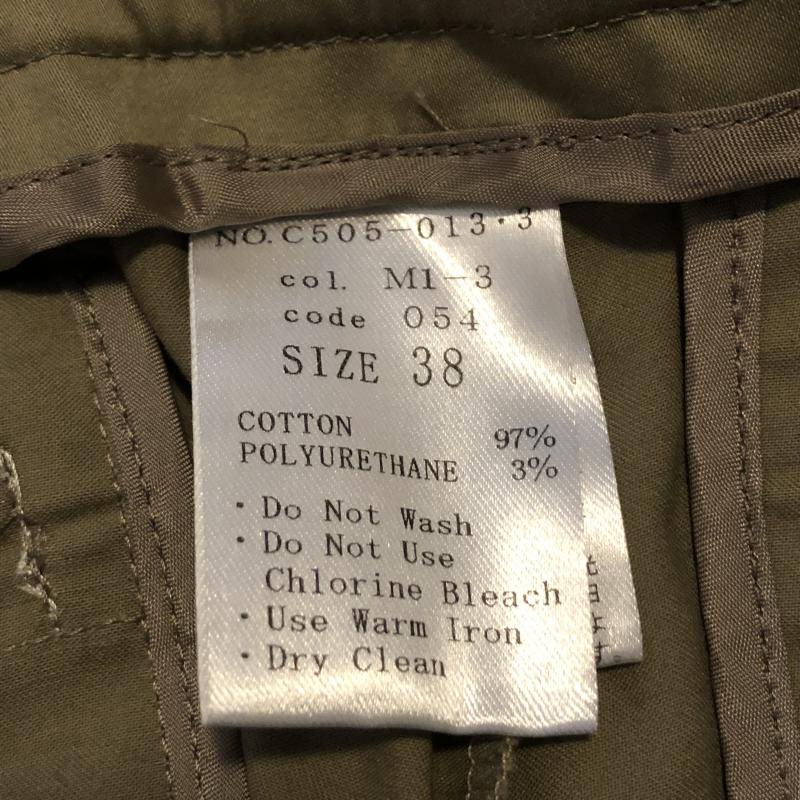 NO.C505-013・3
col. M1-3
code 054
SIZE 38
COTTON 97%
POLYURETHANE 3%
・Do Not Wash
・Do Not Use
Chlorine Bleach
・Use Warm Iron
・Dry Clean